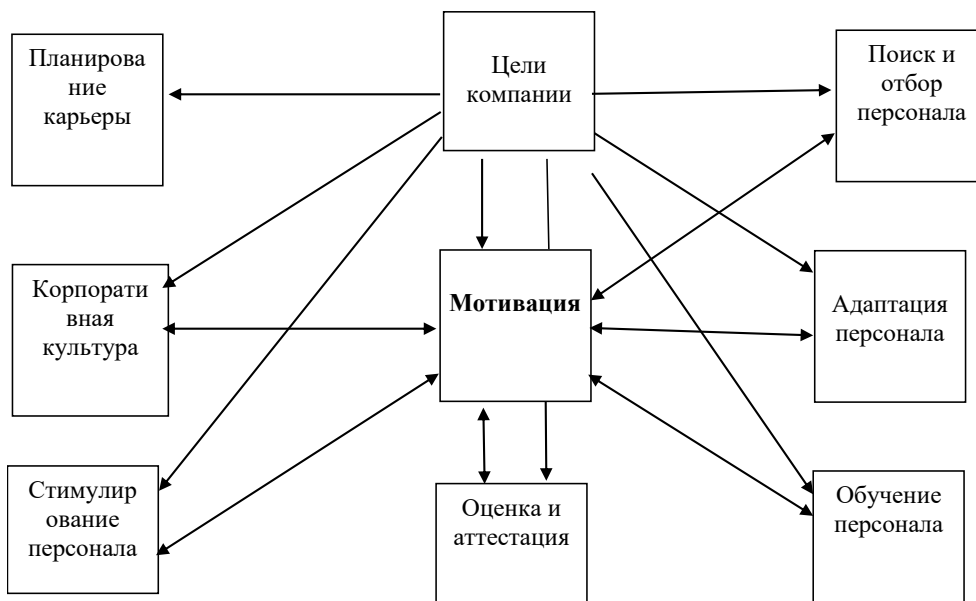 Планирова
ние
карьеры
Цели
компании
Поиск и
отбор
персонала
Корпорати
вная
культура
Мотивация
Адаптация
персонала
Стимулир
ование
персонала
Оценка и
аттестация
Обучение
персонала